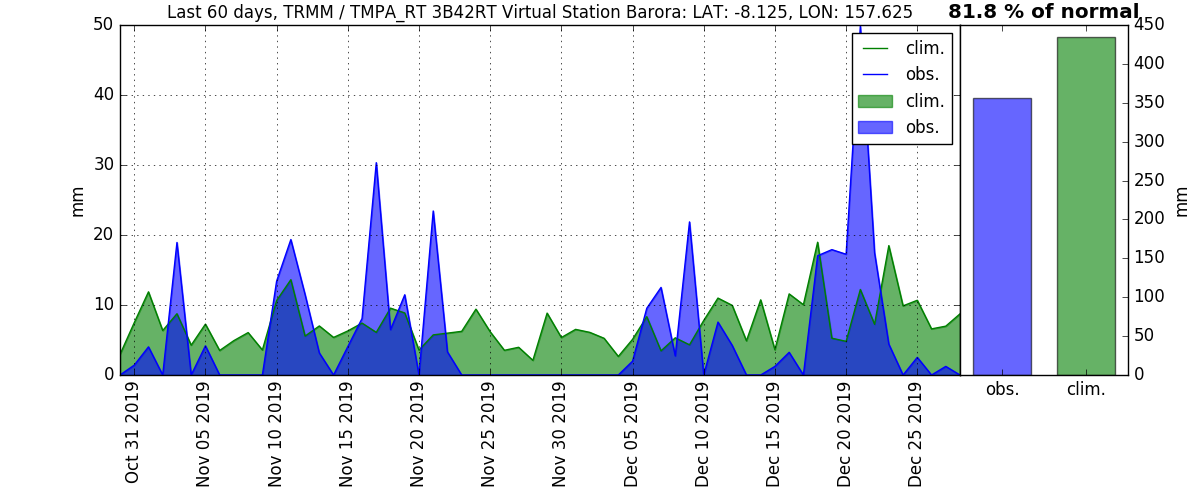 Last 60 days, TRMM / TMPA_RT 3B42RT Virtual Station Barora: LAT: -8.125, LON: 157.625
81.8 % of normal
50
40
30
20
10
0
mm
clim.
obs.
clim.
obs.
450
400
350
300
250
200
150
100
50
0
mm
Oct 31 2019
Nov 05 2019
Nov 10 2019
Nov 15 2019
Nov 20 2019
Nov 25 2019
Nov 30 2019
Dec 05 2019
Dec 10 2019
Dec 15 2019
Dec 20 2019
Dec 25 2019
obs.
clim.